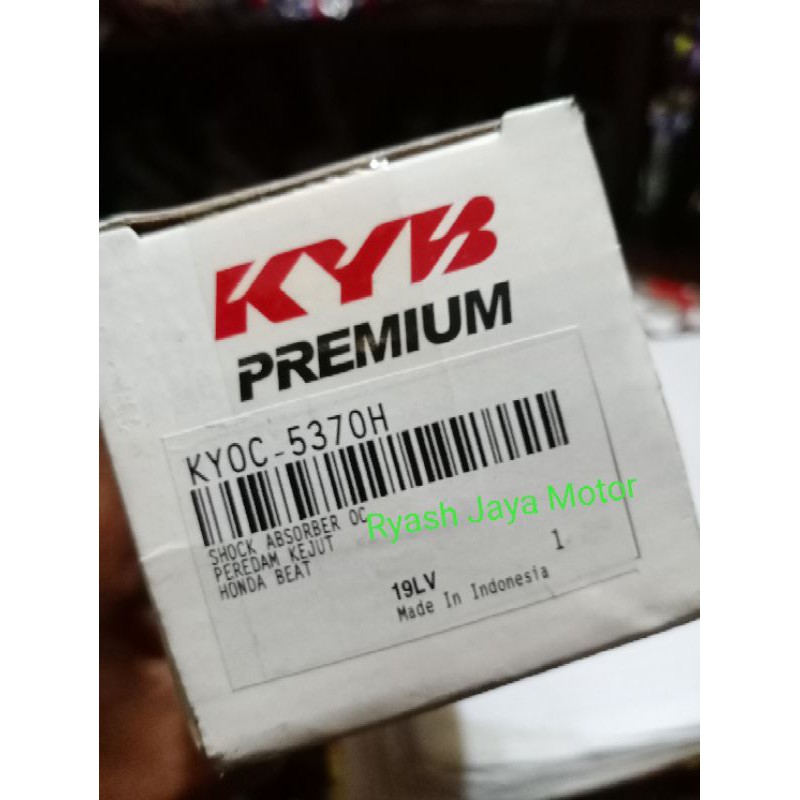 KYB
PREMIUM
KYOC-5370H
SHOCK ABSORBER OC
PEREDAM KEJUT
HONDA BEAT
Ryash Jaya Motor
19LV
1
Made In Indonesia